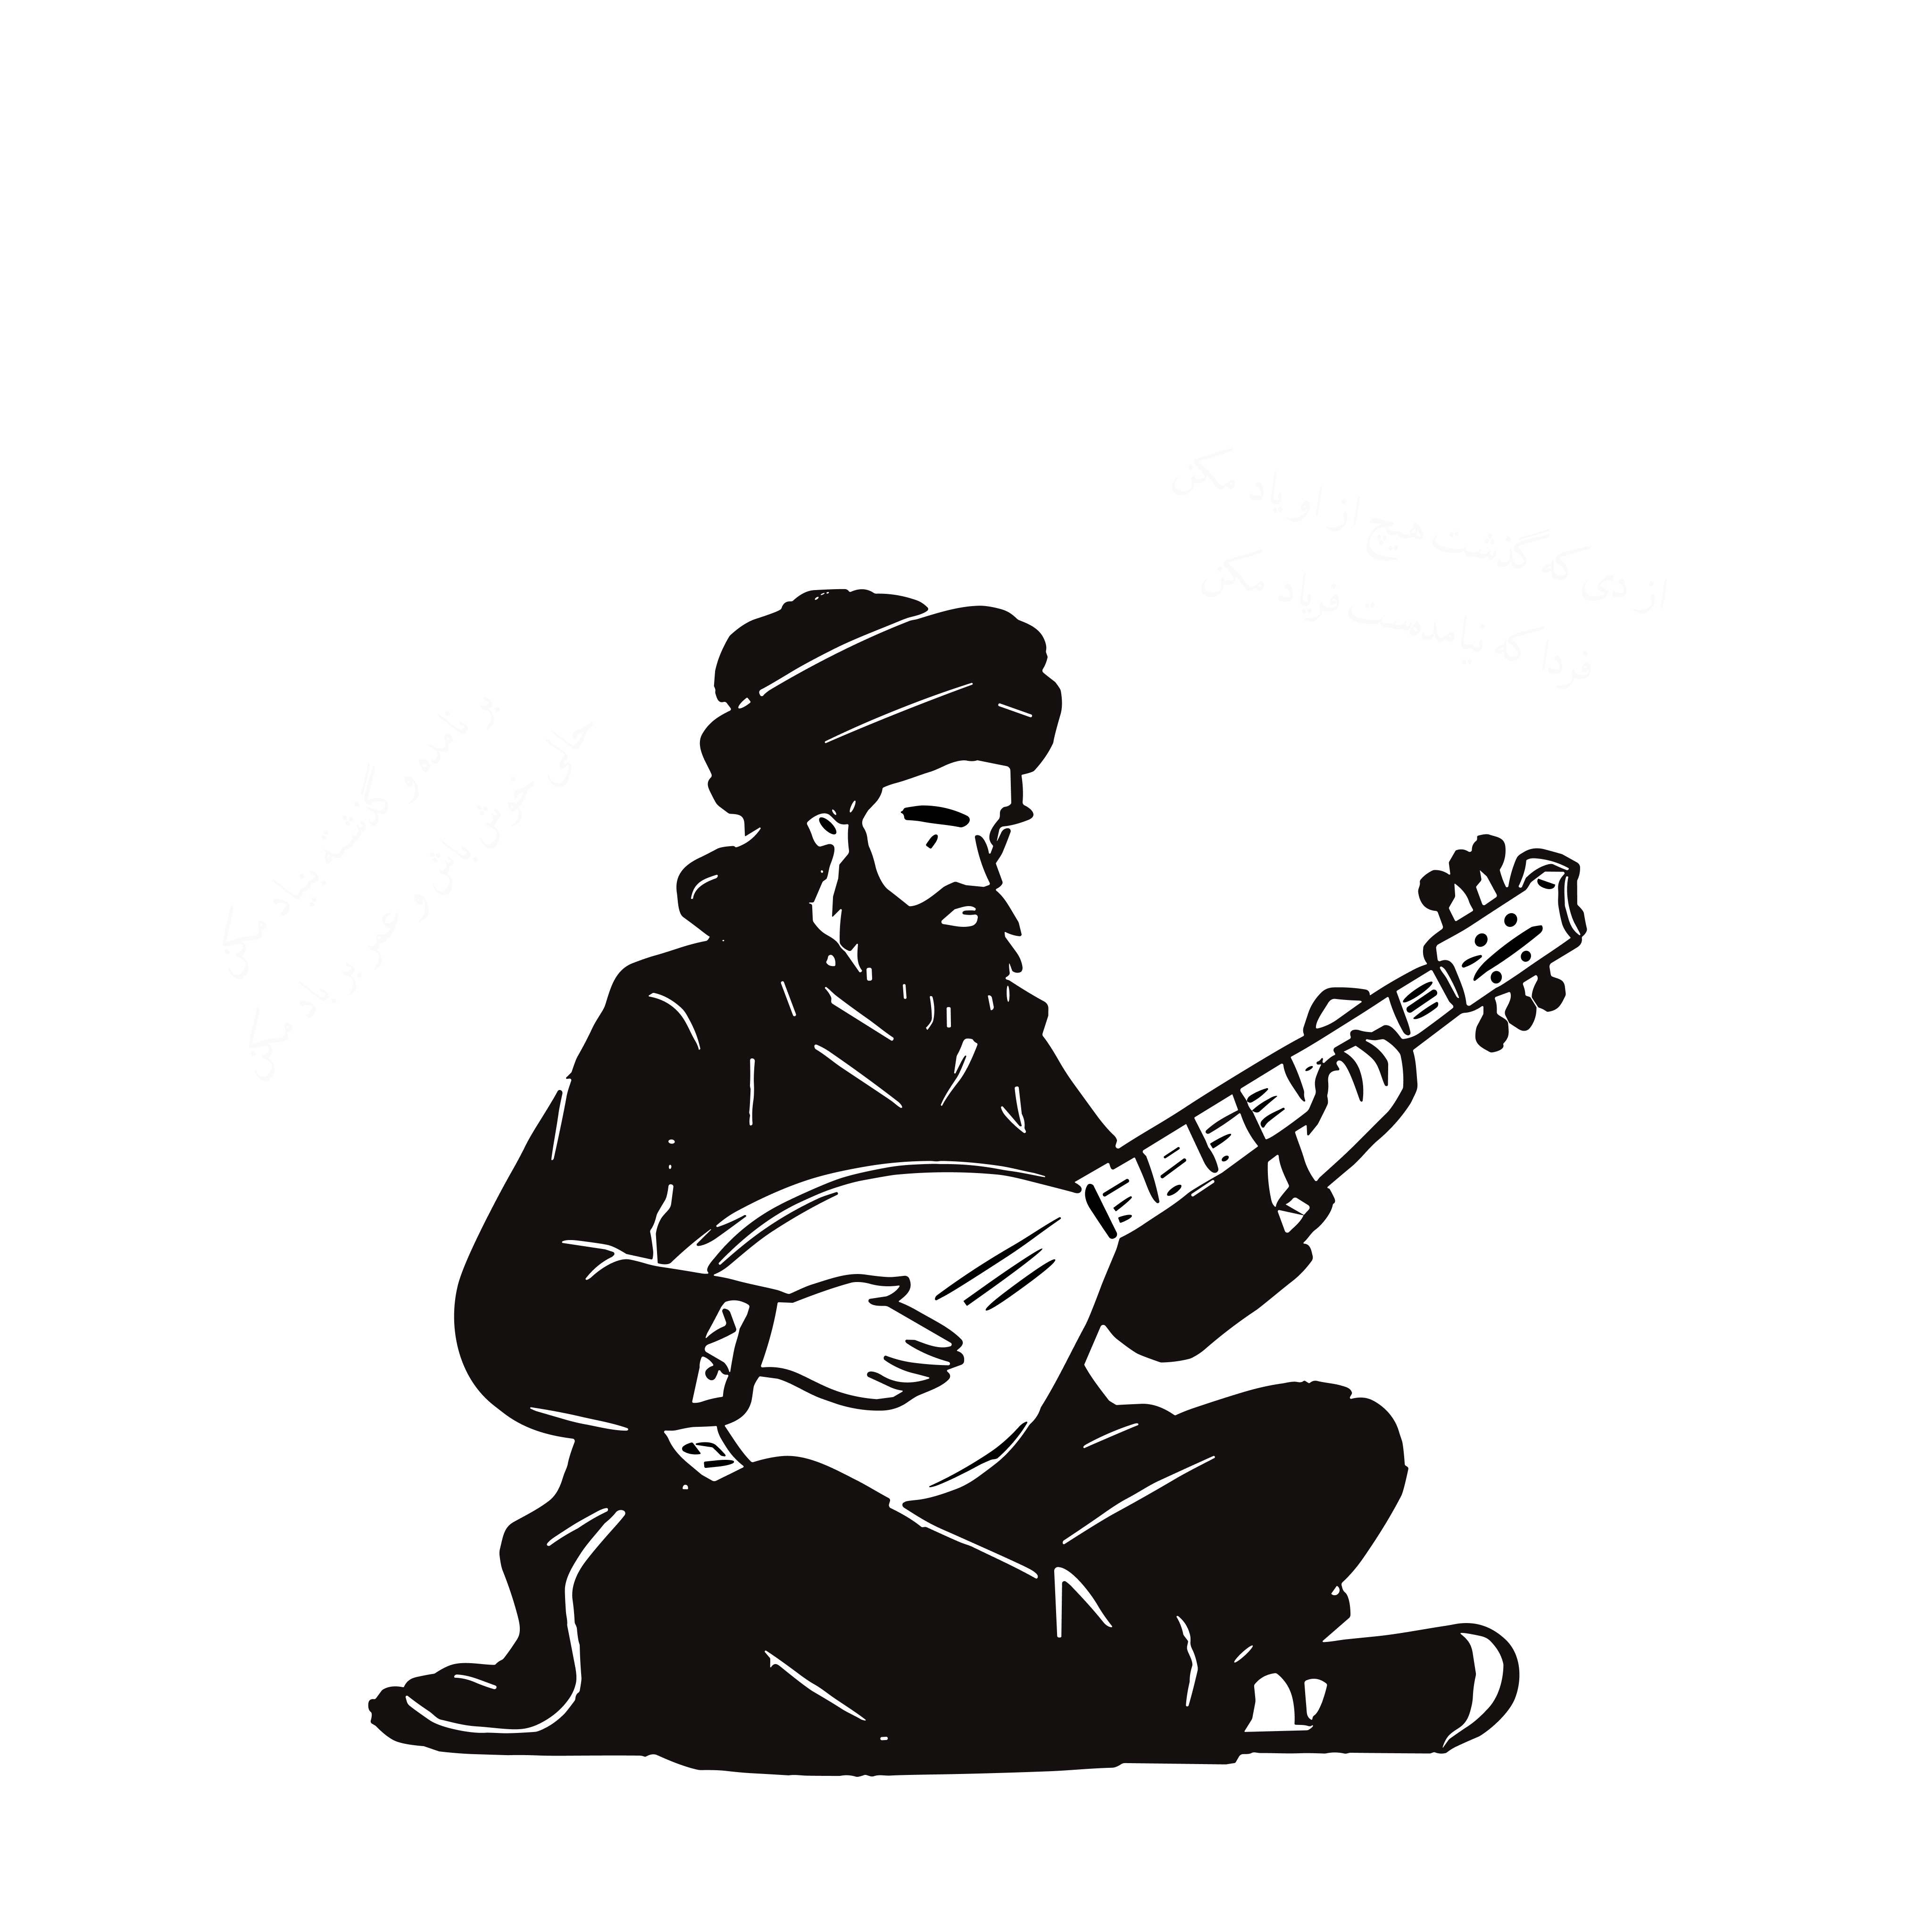 از دی که گذشت هیچ از او یاد مکن
فردا که نیامدست فریاد مکن
بر نامده و گذشته بنیاد مکن
حالی خوش باش و عمر بر باد مکن